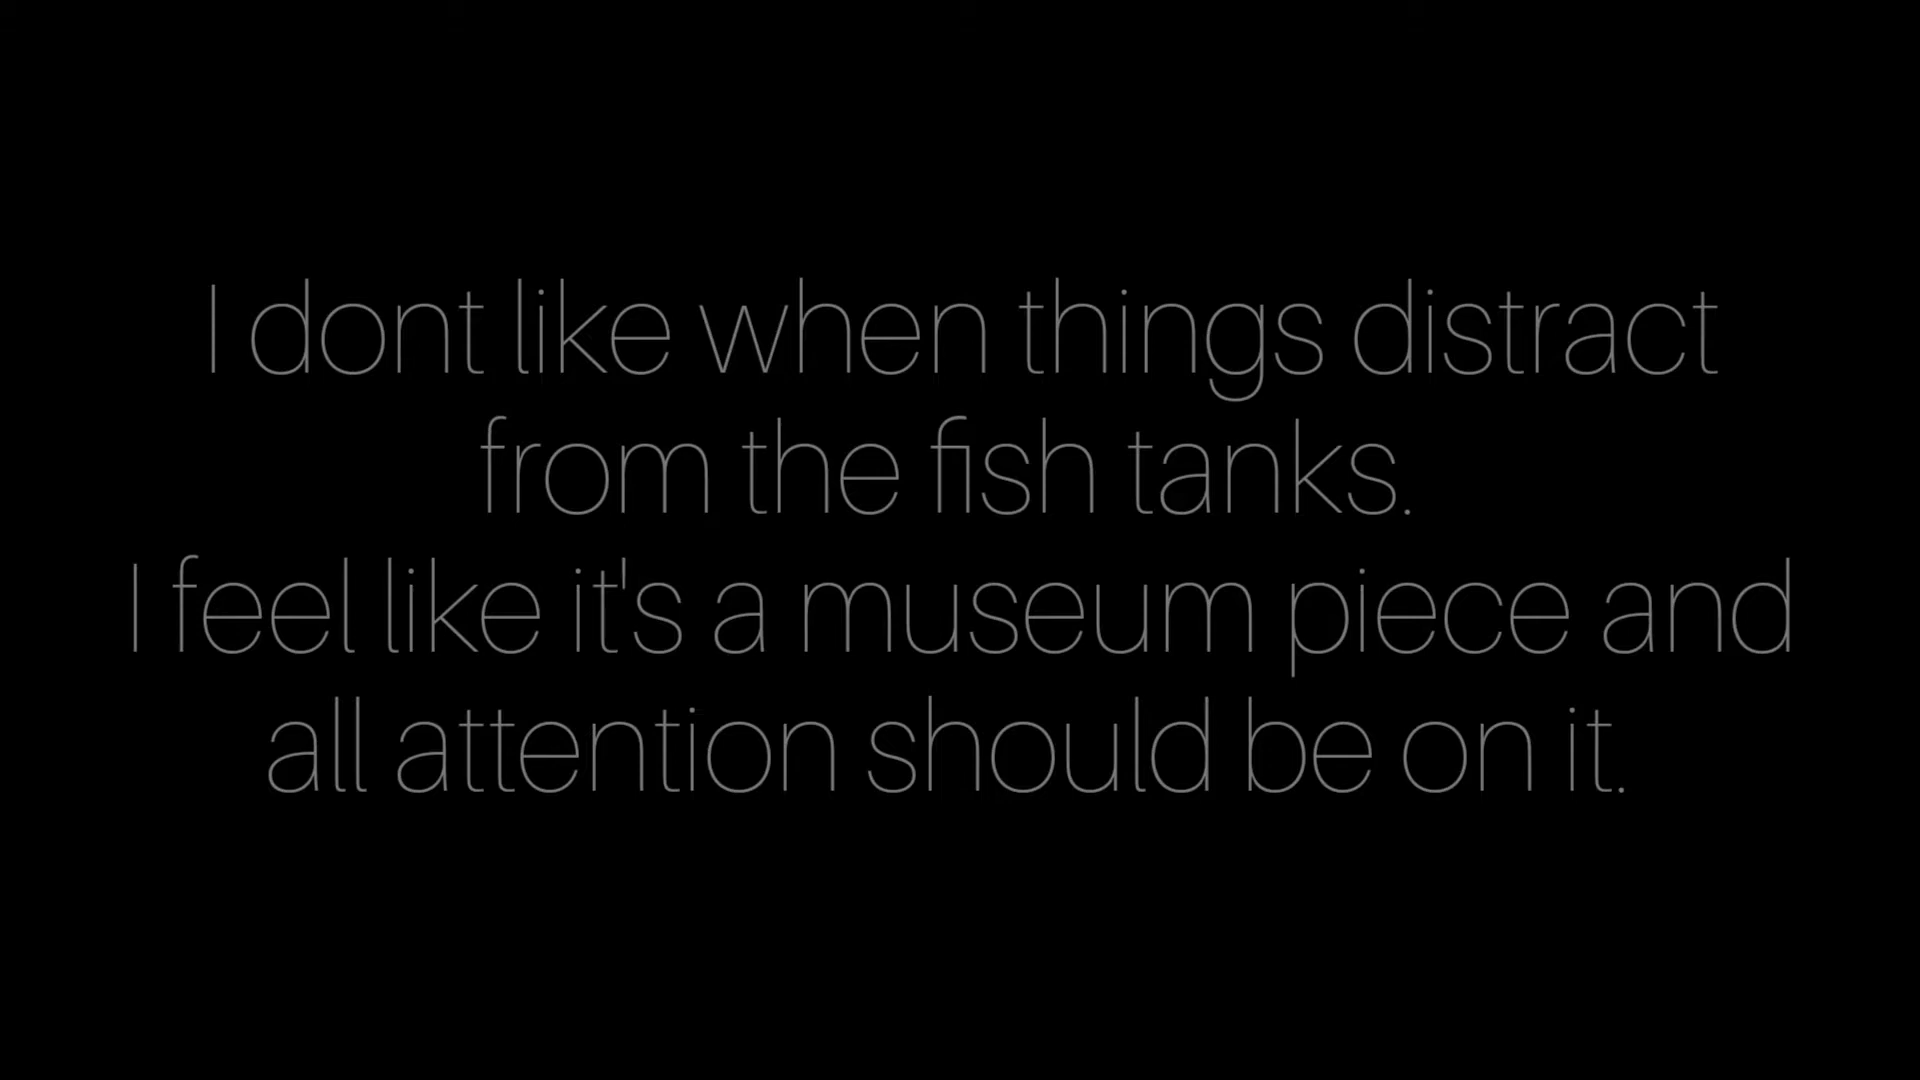 I dont like when things distract
from the fish tanks.
I feel like it's a museum piece and
all attention should be on it.